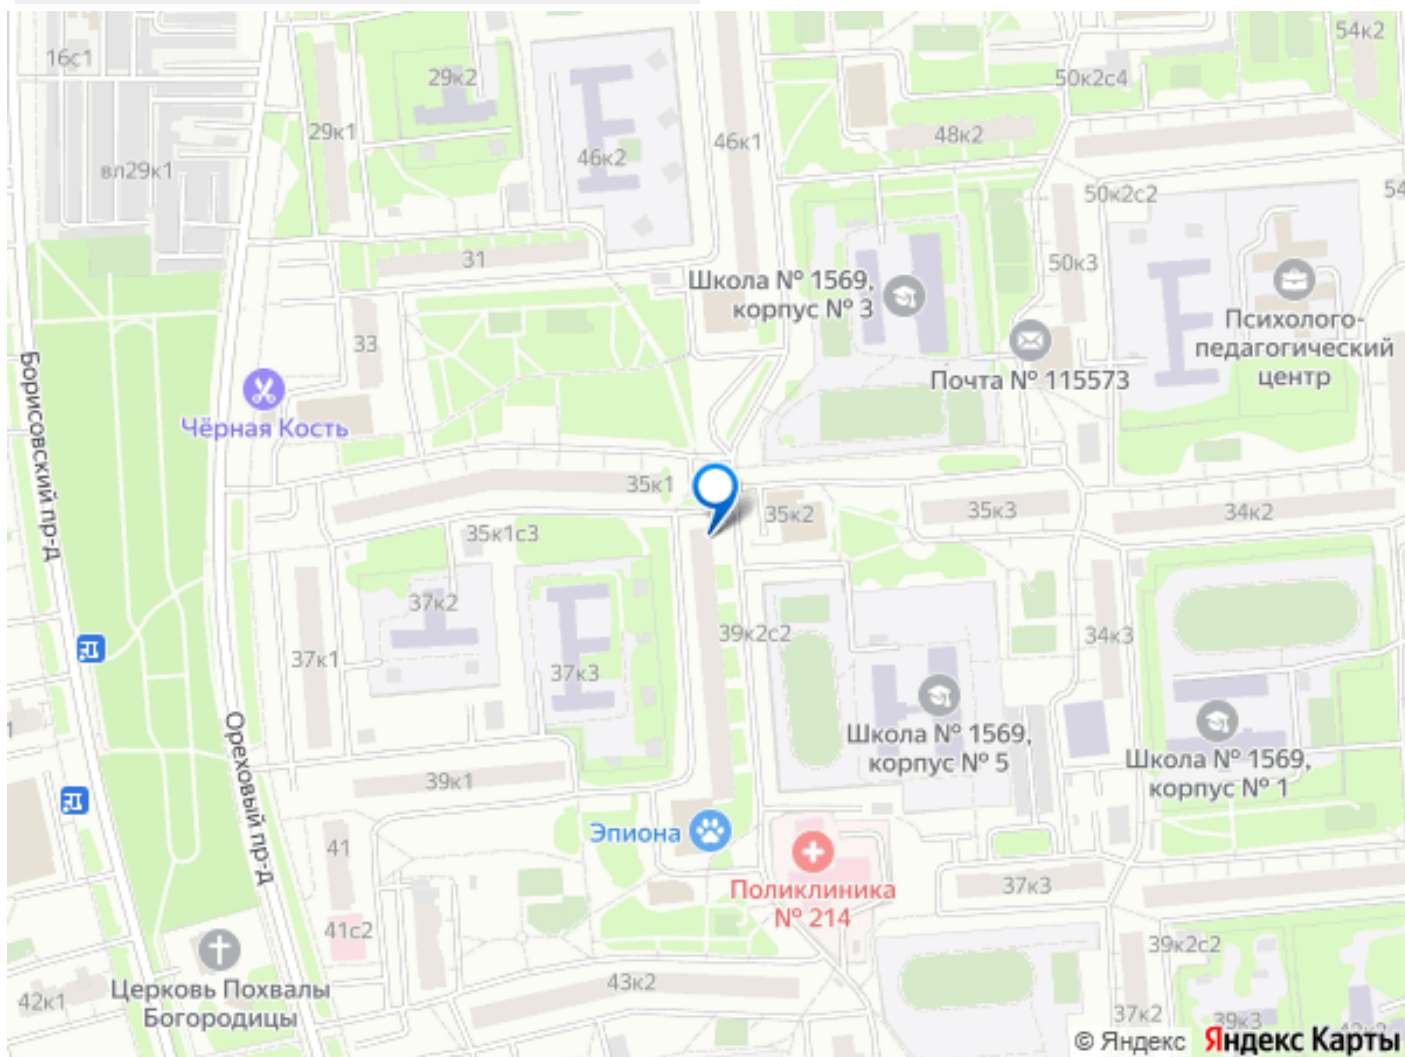 54к2
16с1
29к2
50к2с4
29к1
46к1
48к2
46к2
вл29к1
50к2с2
54
31
50к3
Школа № 1569,
корпус № 3
Психолого-
педагогический
центр
33
Почта № 115573
Чёрная Кость
Борисовский пр-д
35к1
35к2
35к3
34к2
35к1с3
37к2
39к2с2
34к3
37к1
37к3
1
Ореховый пр-д
Школа № 1569,
корпус № 5
Школа № 1569,
корпус № 1
39к1
Эпиона
41
Поликлиника
№ 214
37к3
41с2
39к2с2
43к2
Церковь Похвалы
Богородицы
42к1
37к2
39к3
© Яндекс
Яндекс Карты